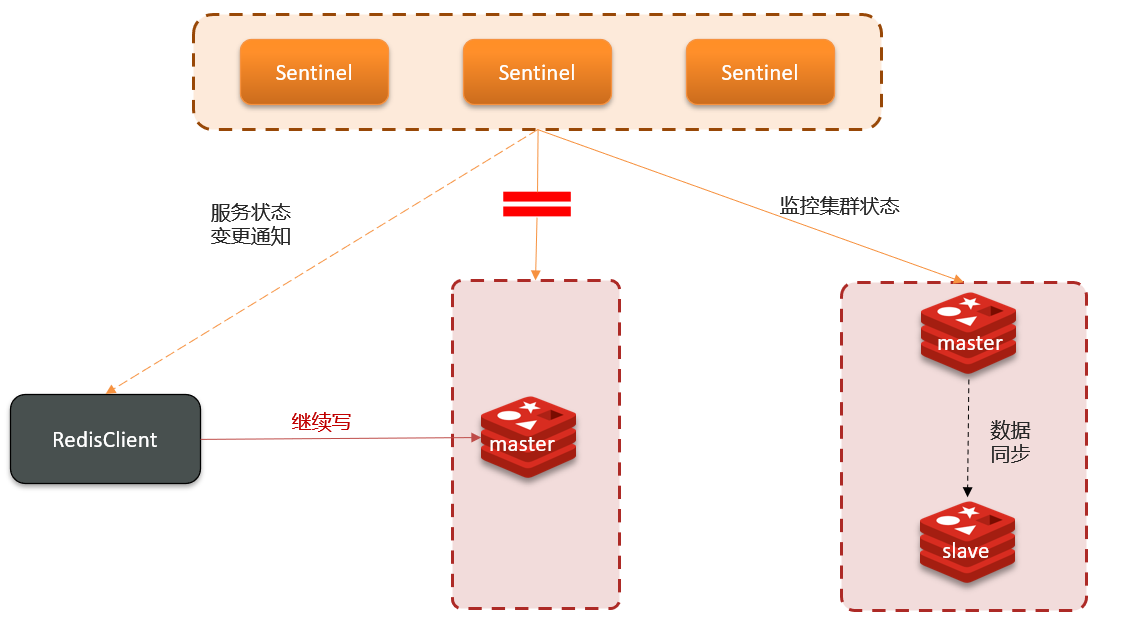 Sentinel
Sentinel
Sentinel
服务状态
变更通知
监控集群状态
RedisClient
继续写
master
master
数据
同步
slave